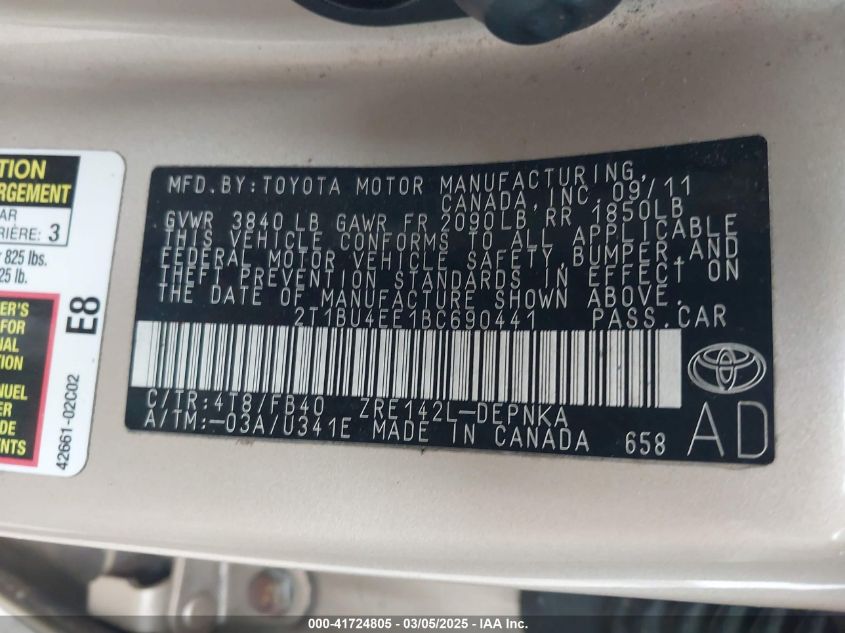 TION
RGEMENT
AR
RIÈRE: 3
825 lbs.
25 lb.
ER'S
FOR
NAL
TION
NUEL
ER
DE
ENTS
E8
42661-02C02
MFD. BY: TOYOTA MOTOR MANUFACTURING,
CANADA, INC. 09/11
GVWR 3840 LB GAWR FR 2090LB RR 1850LB
THIS VEHICLE CONFORMS TO ALL APPLICABLE
FEDERAL MOTOR VEHICLE SAFETY, BUMPER, AND
THEFT PREVENTION STANDARDS IN EFFECT ON
THE DATE OF MANUFACTURE SHOWN ABOVE.
2T1BU4EE1BC690441 PASS.CAR
C/TR:4T8/FB40 ZRE142L-DEPNKA
A/TM:-03A/U341E MADE IN CANADA 658
AD
000-41724805 - 03/05/2025 - IAA Inc.